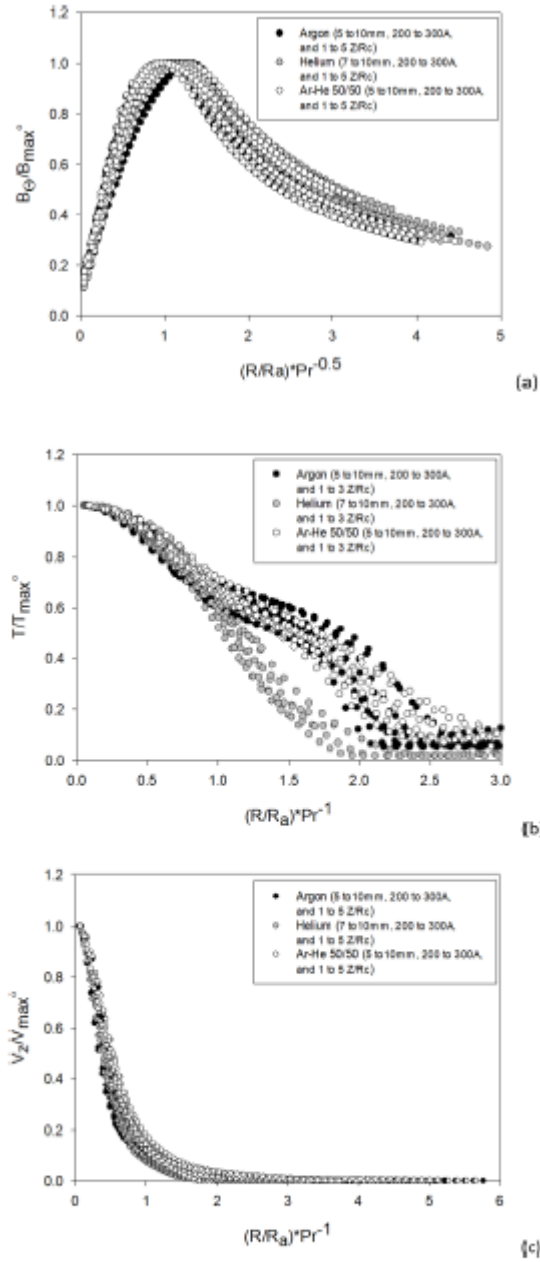 1.2
1.0
0.8
0.6
0.4
0.2
0.0
BΘ/Bmax°
Argon (5 to 10mm, 200 to 300A,
and 1 to 5 Z/Rc)
Helium (7 to 10mm, 200 to 300A,
and 1 to 5 Z/Rc)
Ar-He 50/50 (5 to 10mm, 200 to 300A,
and 1 to 5 Z/Rc)
0 1 2 3 4 5
(R/Ra)*Pr-0.5
(a)
1.2
1.0
0.8
0.6
0.4
0.2
0.0
T/Tmax°
Argon (5 to 10mm, 200 to 300A,
and 1 to 3 Z/Rc)
Helium (7 to 10mm, 200 to 300A,
and 1 to 3 Z/Rc)
Ar-He 50/50 (5 to 10mm, 200 to 300A,
and 1 to 3 Z/Rc)
0.0 0.5 1.0 1.5 2.0 2.5 3.0
(R/Ra)*Pr-1
(b)
1.2
1.0
0.8
0.6
0.4
0.2
0.0
Vz/Vmax°
Argon (5 to 10mm, 200 to 300A,
and 1 to 5 Z/Rc)
Helium (7 to 10mm, 200 to 300A,
and 1 to 5 Z/Rc)
Ar-He 50/50 (5 to 10mm, 200 to 300A,
and 1 to 5 Z/Rc)
0 1 2 3 4 5 6
(R/Ra)*Pr-1
(c)